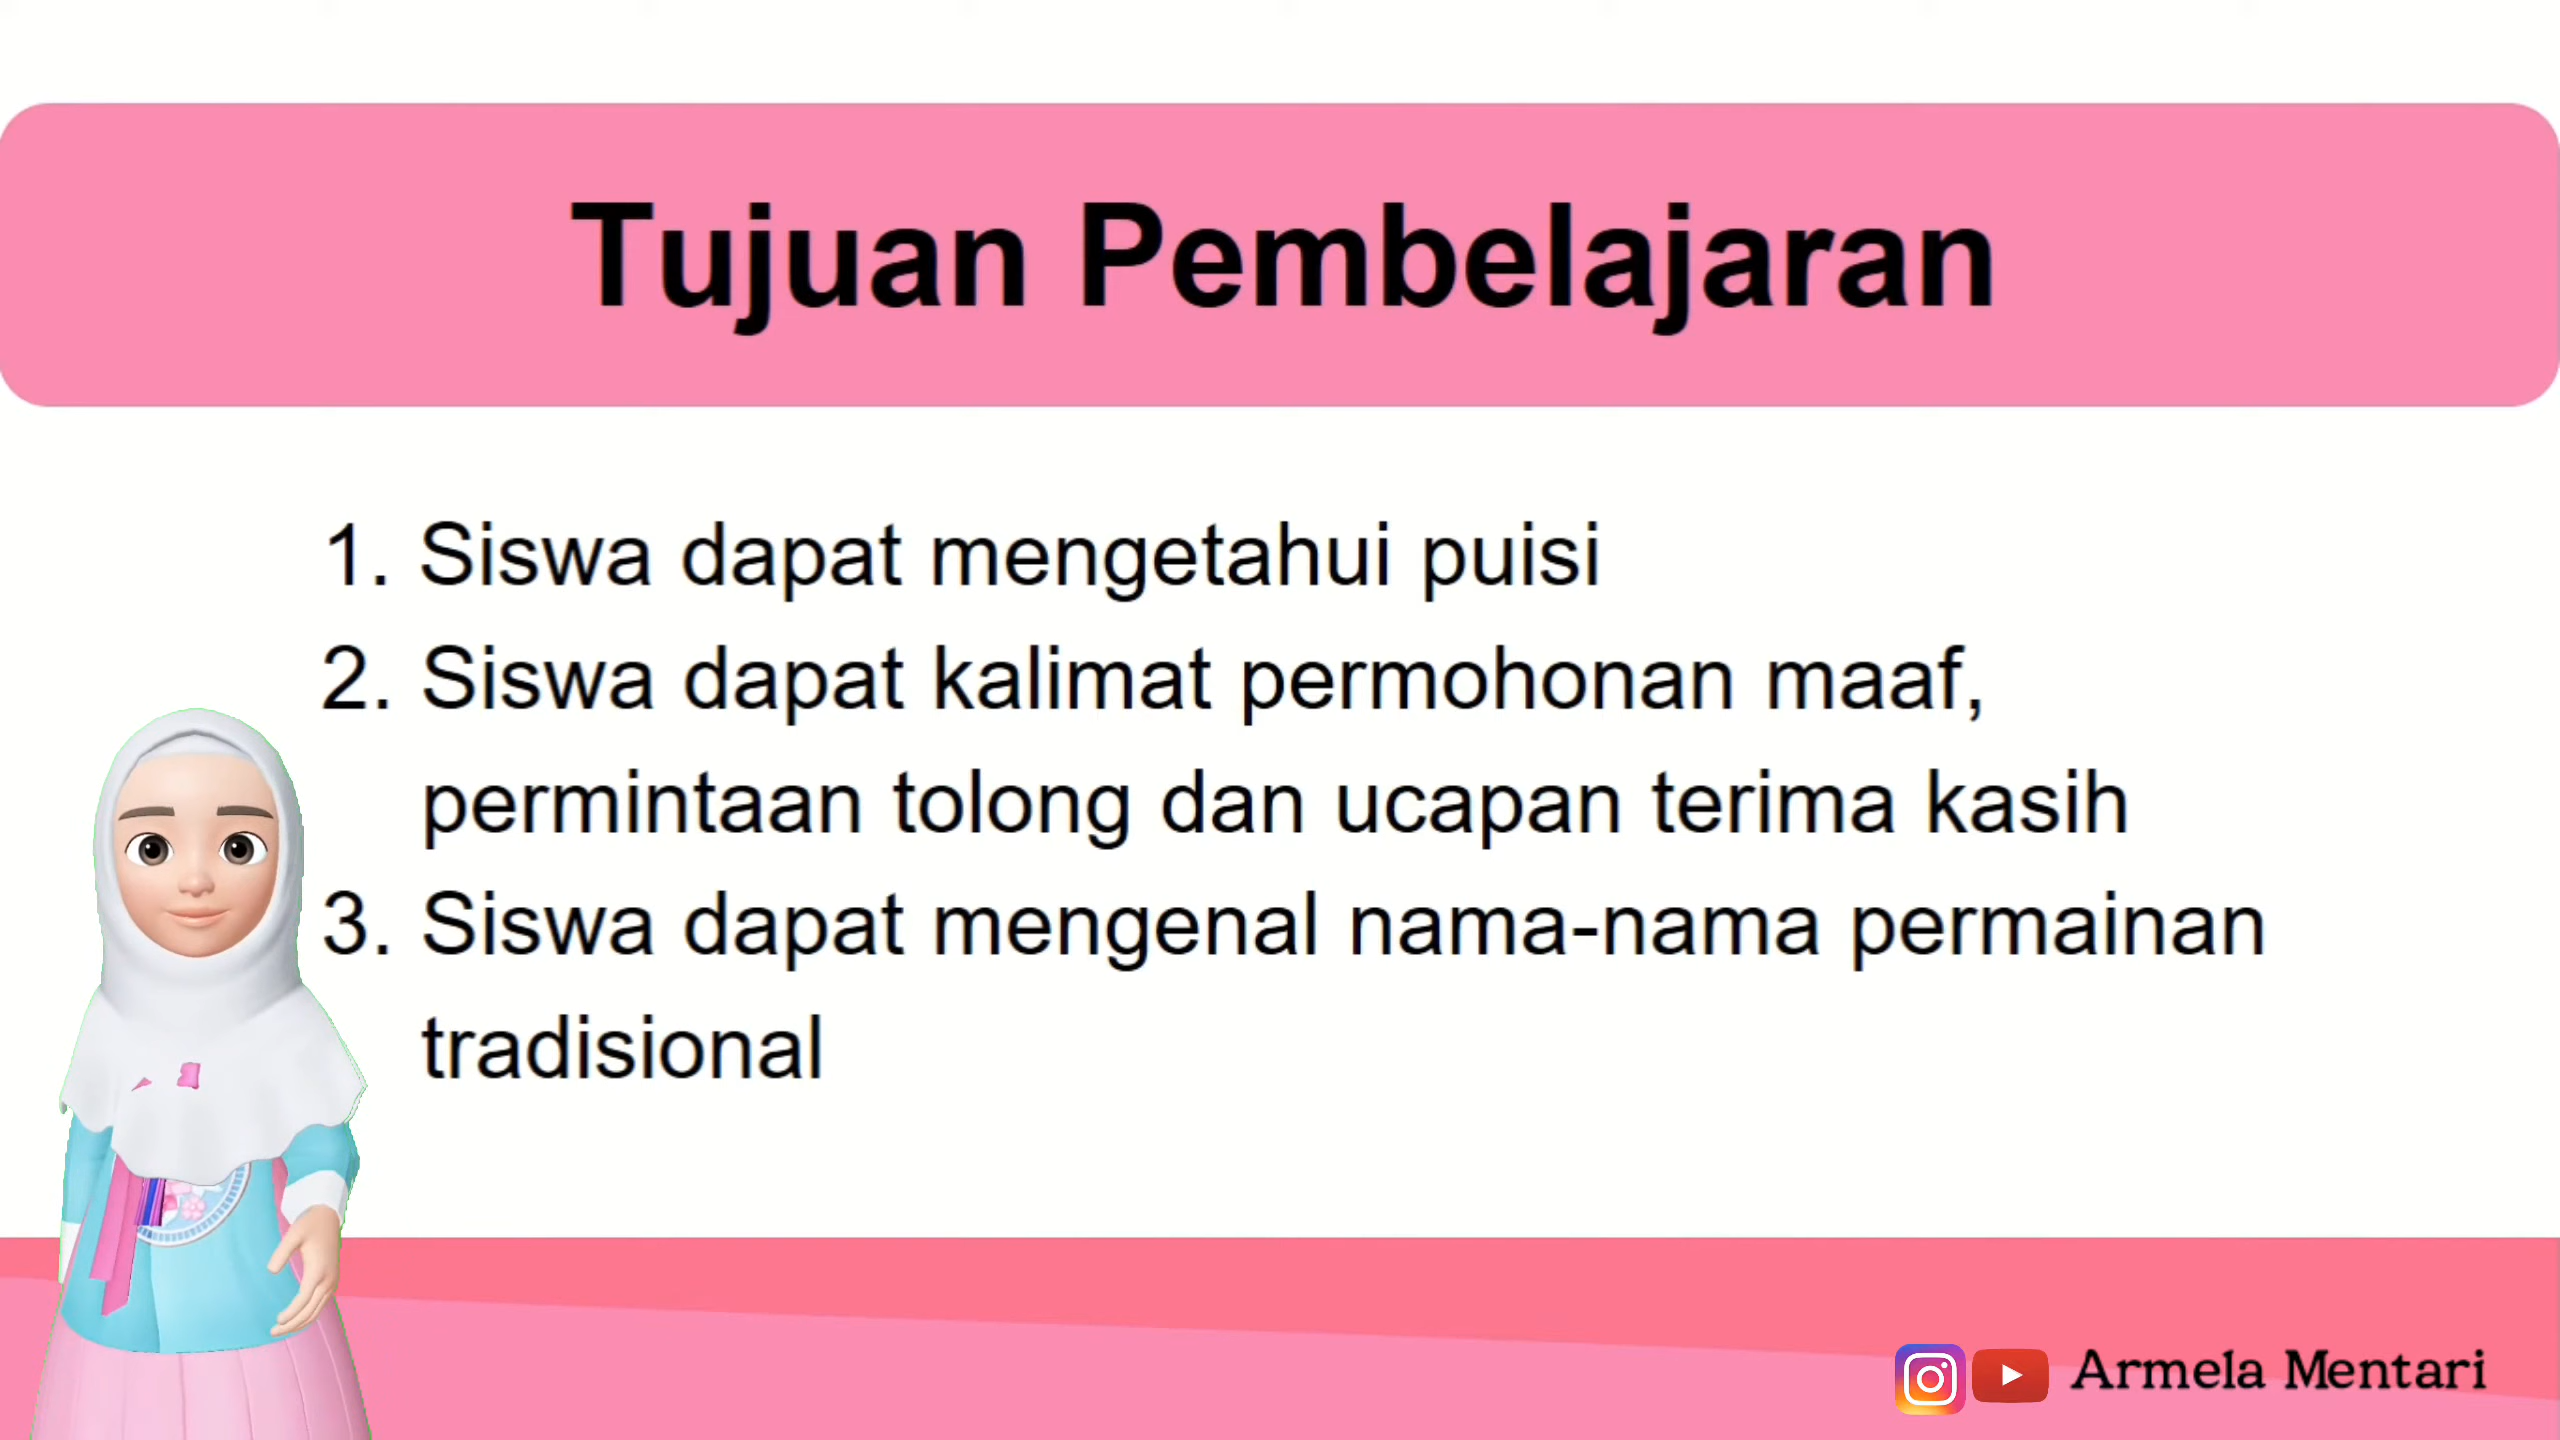 Tujuan Pembelajaran
1. Siswa dapat mengetahui puisi
2. Siswa dapat kalimat permohonan maaf,
permintaan tolong dan ucapan terima kasih
3. Siswa dapat mengenal nama-nama permainan
tradisional
Armela Mentari